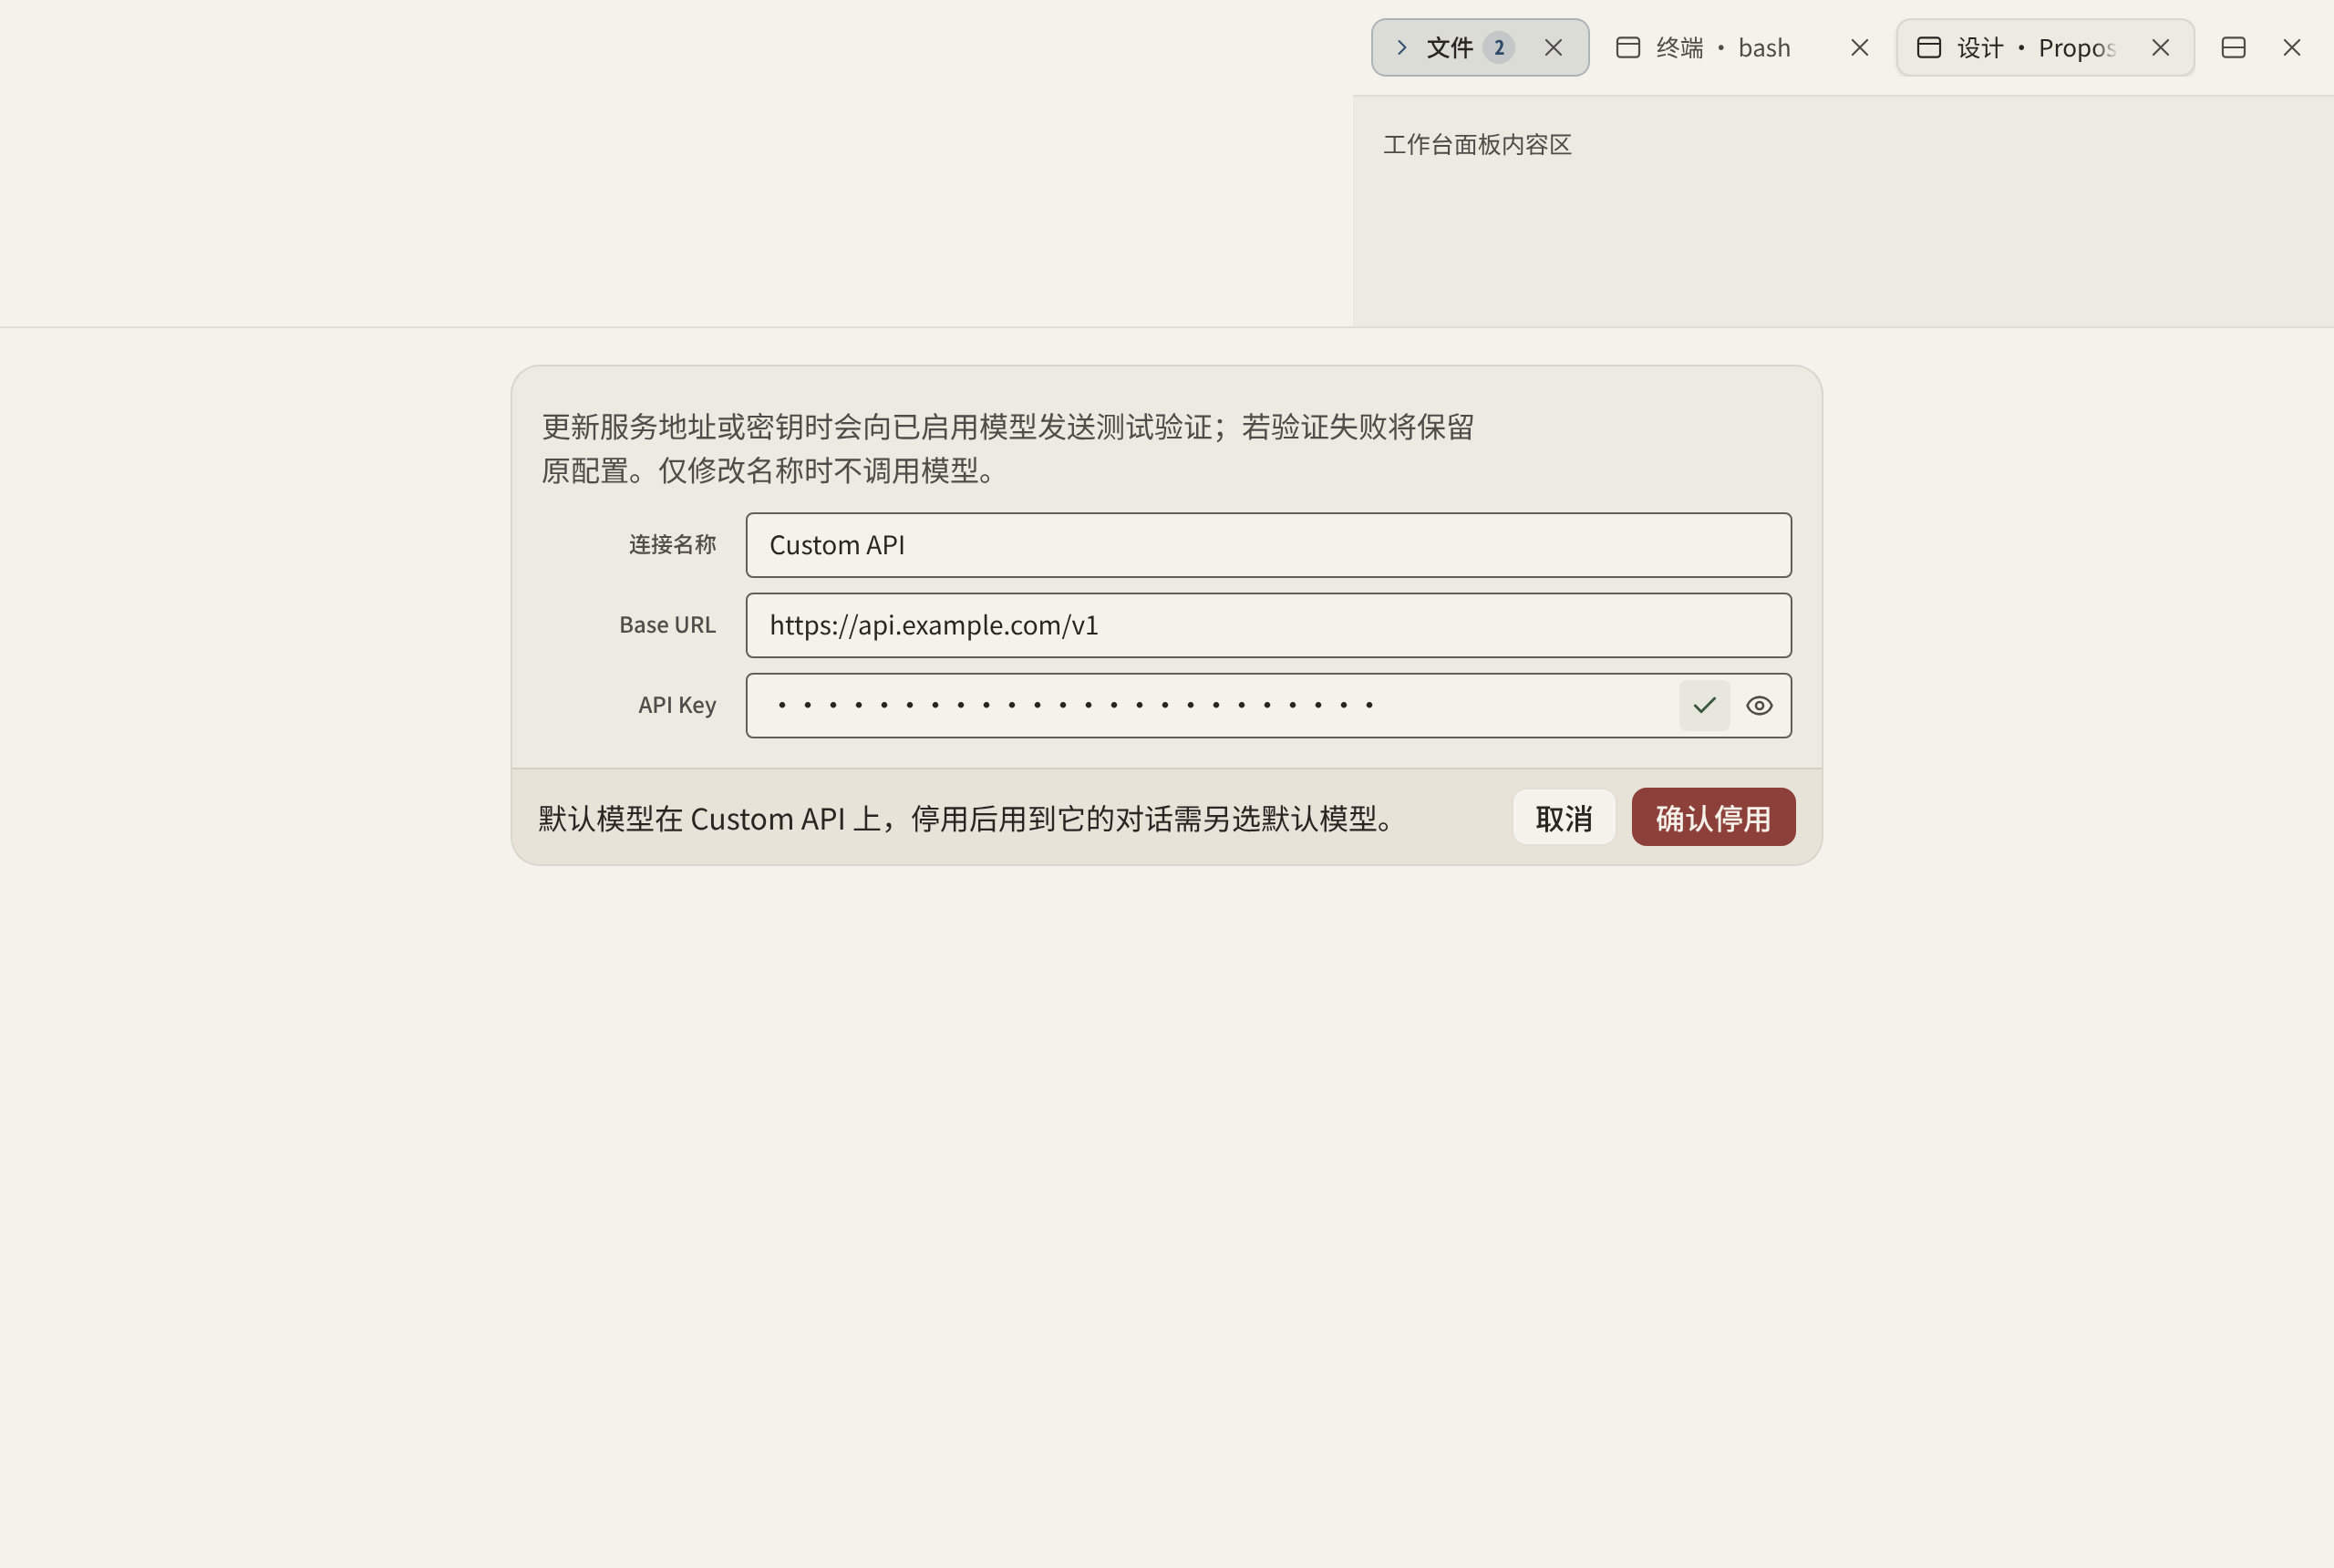 文件 2
终端 • bash
设计 • Propos
工作台面板内容区
更新服务地址或密钥时会向已启用模型发送测试验证；若验证失败将保留
原配置。仅修改名称时不调用模型。
连接名称 Custom API
Base URL https://api.example.com/v1
API Key ••••••••••••••••••••••••
默认模型在 Custom API 上，停用后用到它的对话需另选默认模型。
取消 确认停用